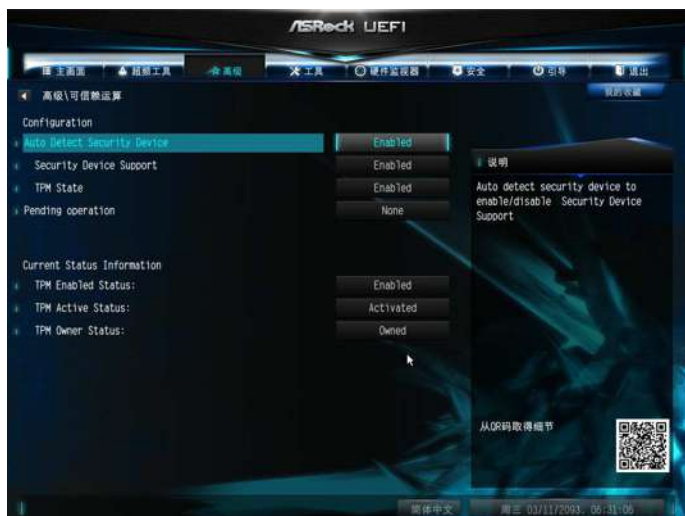 ASRock UEFI
主画面 超频工具 高级 工具 硬件监视器 安全 引导 退出
高级\可信赖运算
我的收藏
Configuration
Auto Detect Security Device Enabled
Security Device Support Enabled
TPM State Enabled
Pending operation None
说明
Auto detect security device to
enable/disable Security Device
Support
Current Status Information
TPM Enabled Status: Enabled
TPM Active Status: Activated
TPM Owner Status: Owned
从QR码取得细节
简体中文
周三 03/11/2093. 06:31:06